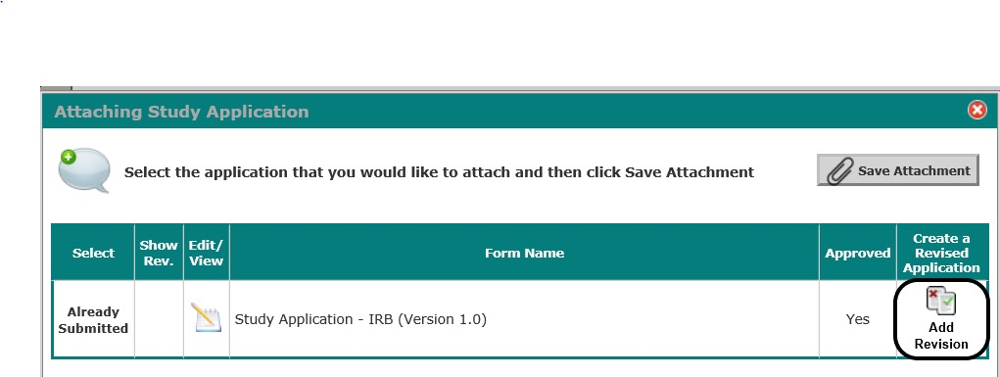 Attaching Study Application
Select the application that you would like to attach and then click Save Attachment
Save Attachment
Select
Show
Rev.
Edit/
View
Form Name
Approved
Create a
Revised
Application
Already
Submitted
Study Application - IRB (Version 1.0)
Yes
Add
Revision